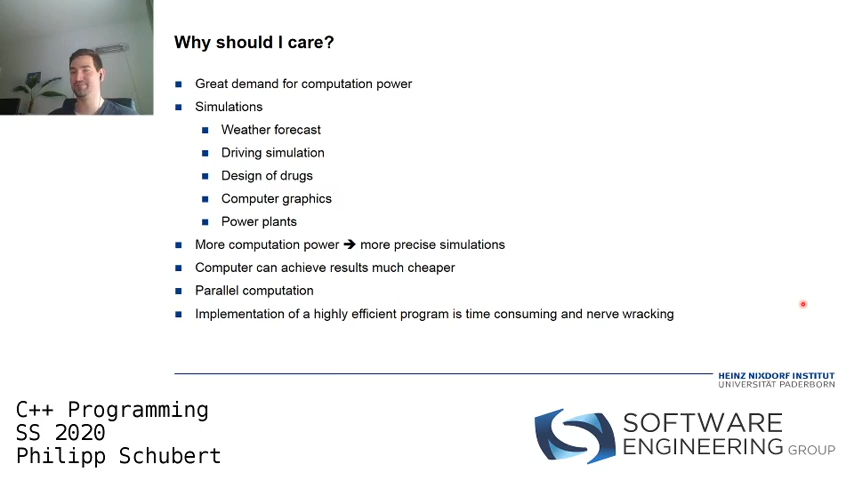 Why should I care?
Great demand for computation power
Simulations
Weather forecast
Driving simulation
Design of drugs
Computer graphics
Power plants
More computation power ➔ more precise simulations
Computer can achieve results much cheaper
Parallel computation
Implementation of a highly efficient program is time consuming and nerve wracking
HEINZ NIXDORF INSTITUT
UNIVERSITÄT PADERBORN
C++ Programming
SS 2020
Philipp Schubert
SOFTWARE
ENGINEERING GROUP